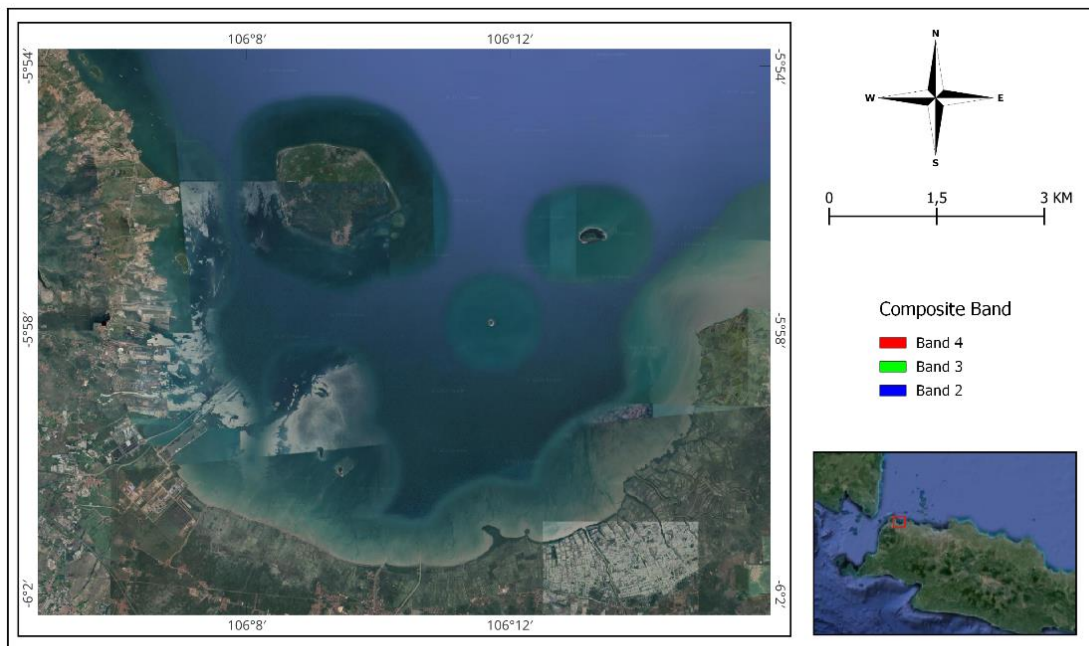 106°8′ 106°12′
-5°54′ -5°54′
-5°58′ -5°58′
-6°2′ -6°2′
106°8′ 106°12′
N
W E
S
0 1,5 3 KM
Composite Band
Band 4
Band 3
Band 2